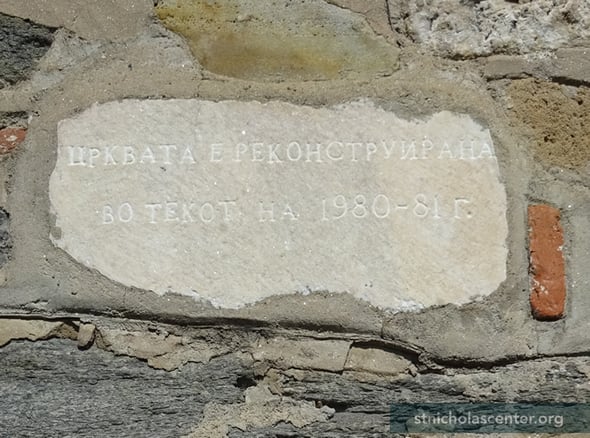 ЦРКВАТА Е РЕКОНСТРУИРАНА
ВО ТЕКОТ НА 1980-81 Г.
stnicholascenter.org